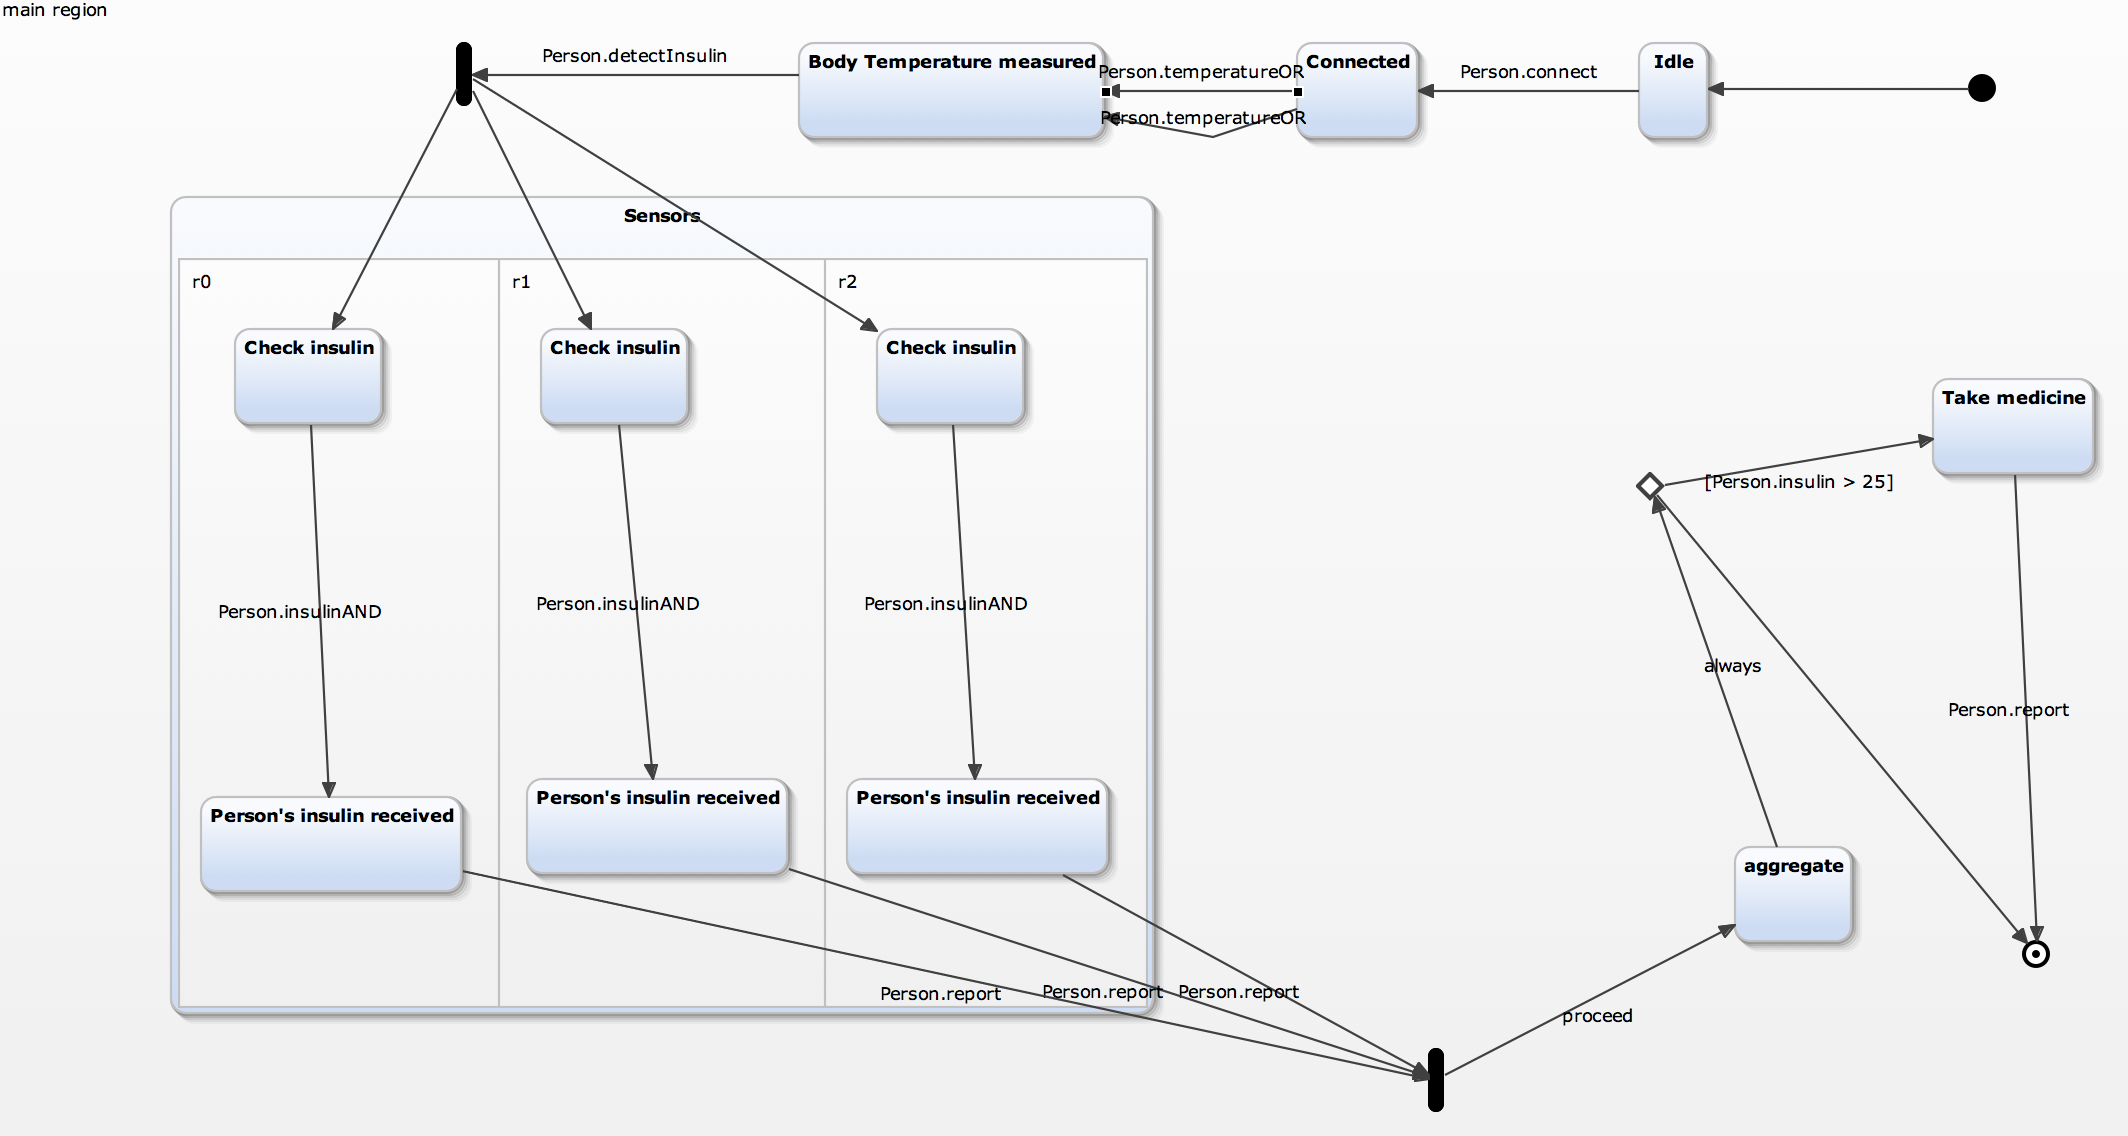 main region
Person.detectInsulin
Body Temperature measured
Person.temperatureOR
Person.temperatureOR
Connected
Person.connect
Idle
Sensors
r0
r1
r2
Check insulin
Check insulin
Check insulin
Person.insulinAND
Person.insulinAND
Person.insulinAND
Person's insulin received
Person's insulin received
Person's insulin received
Person.report
Person.report
Person.report
proceed
aggregate
always
[Person.insulin > 25]
Take medicine
Person.report